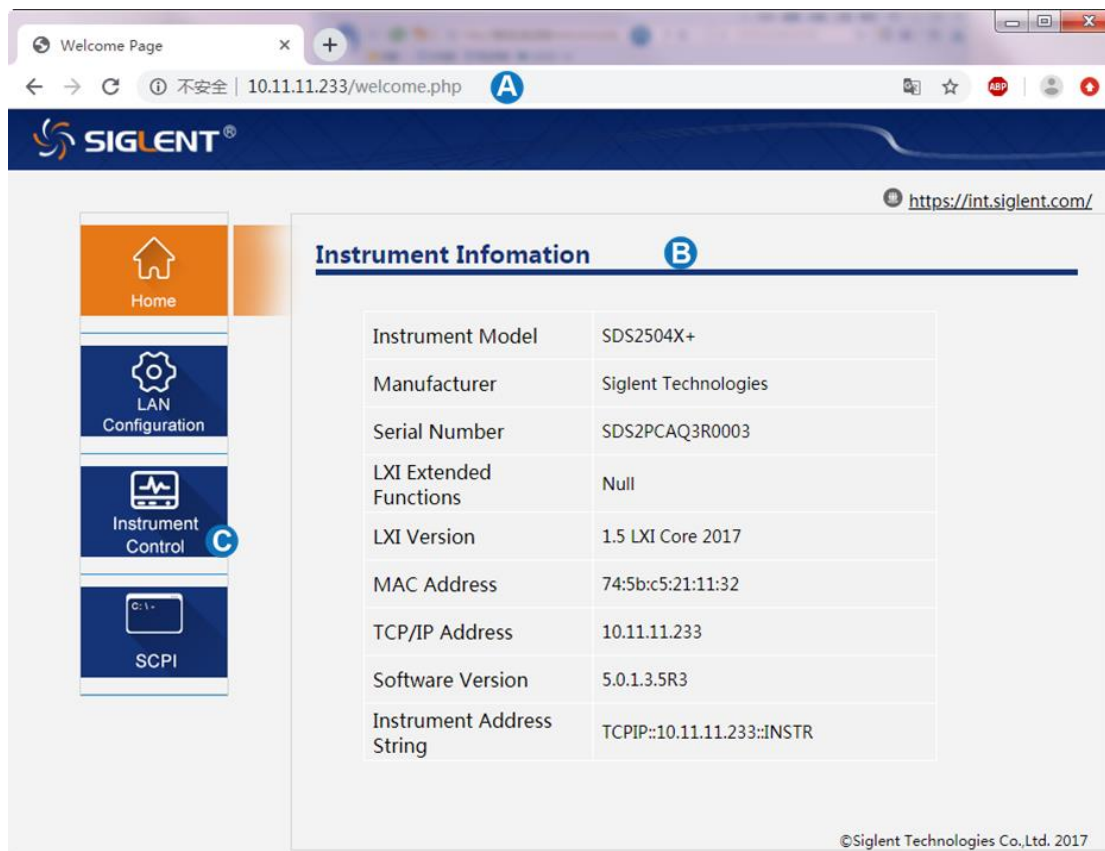 Welcome Page
不安全 | 10.11.11.233/welcome.php
A
ABP
SIGLENT®
https://int.siglent.com/
Home
LAN
Configuration
Instrument
Control
C
C:\-
SCPI
Instrument Infomation
B
Instrument Model SDS2504X+
Manufacturer Siglent Technologies
Serial Number SDS2PCAQ3R0003
LXI Extended
Functions Null
LXI Version 1.5 LXI Core 2017
MAC Address 74:5b:c5:21:11:32
TCP/IP Address 10.11.11.233
Software Version 5.0.1.3.5R3
Instrument Address
String TCPIP::10.11.11.233::INSTR
©Siglent Technologies Co.,Ltd. 2017